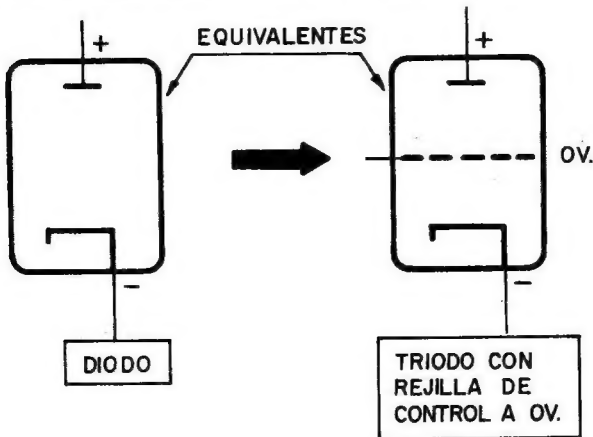 EQUIVALENTES
+
+
OV.
-
-
DIODO
TRIODO CON
REJILLA DE
CONTROL A OV.